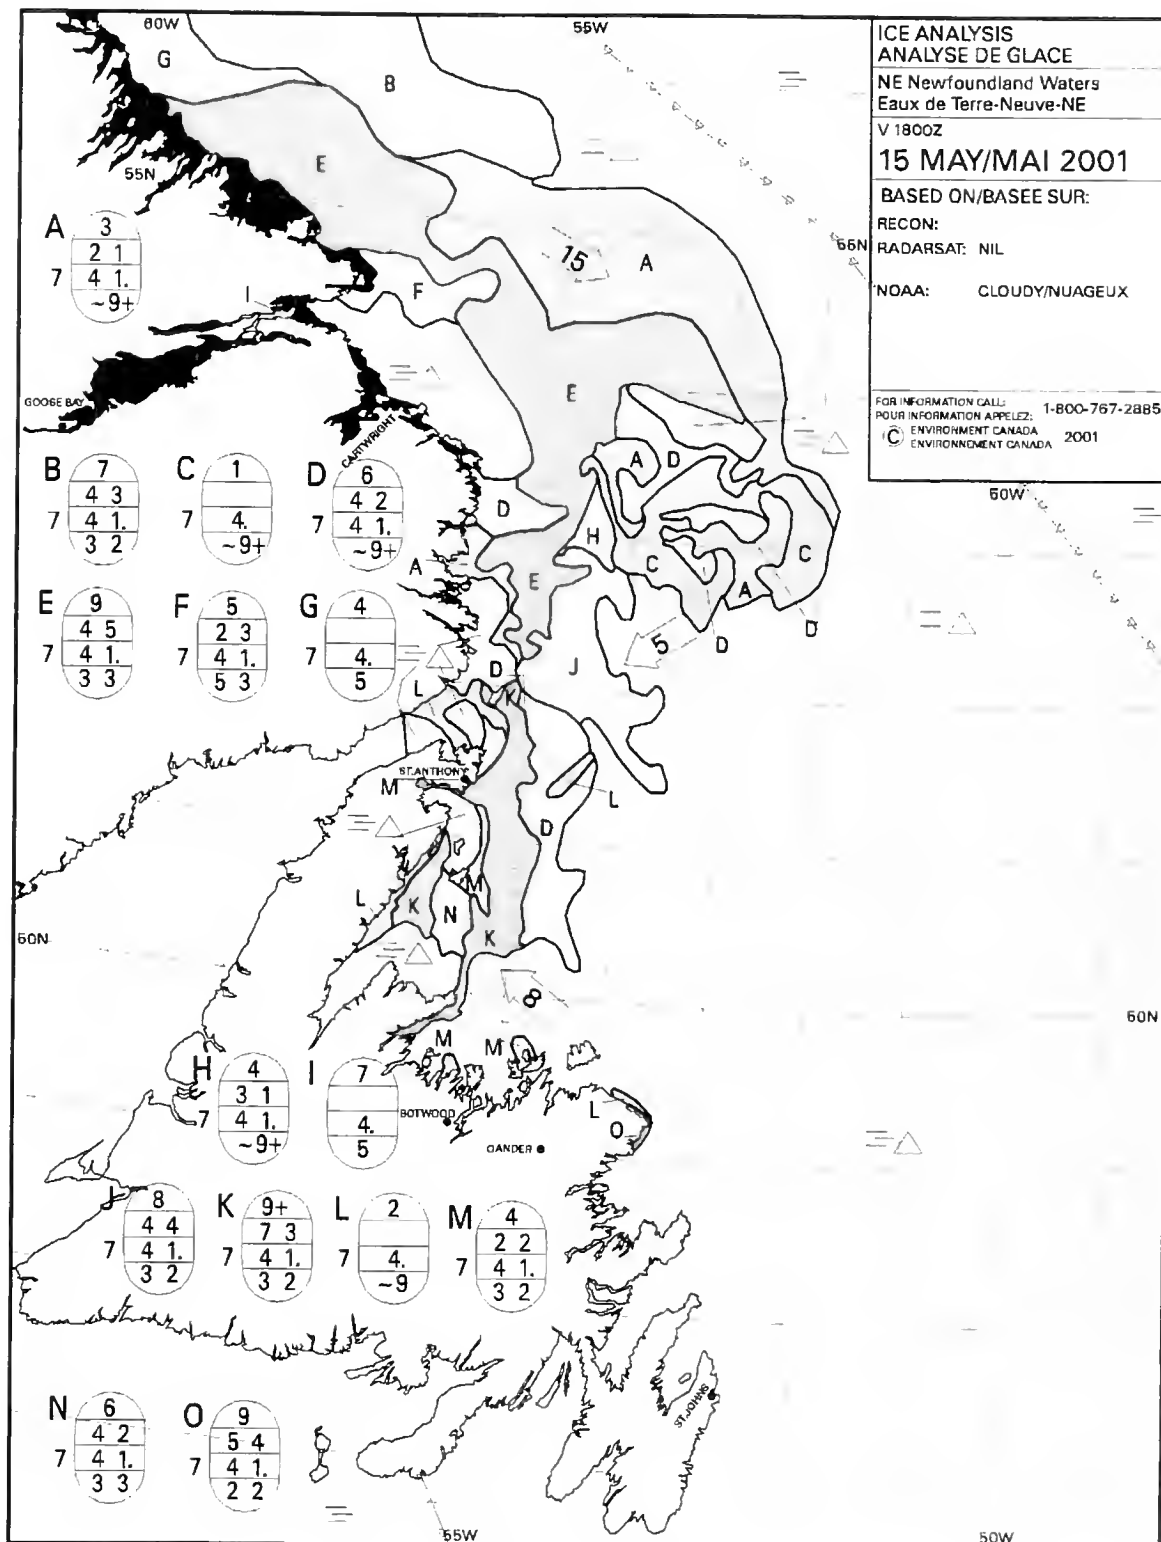 60W
55W
ICE ANALYSIS
ANALYSE DE GLACE
NE Newfoundland Waters
Eaux de Terre-Neuve-NE
V 1800Z
15 MAY/MAI 2001
BASED ON/BASEE SUR:
RECON:
RADARSAT: NIL
NOAA: CLOUDY/NUAGEUX
FOR INFORMATION CALL:
POUR INFORMATION APPELEZ: 1-800-767-2885
© ENVIRONMENT CANADA
ENVIRONNEMENT CANADA 2001
G
B
E
55N
A
3
2 1
7 4 1.
~9+
15
A
55N
F
I
E
GOOSE BAY
CARTWRIGHT
A
D
50W
B
7
4 3
7 4 1.
3 2
C
1
7 4.
~9+
D
6
4 2
7 4 1.
~9+
D
H
C
C
A
A
E
E
9
4 5
7 4 1.
3 3
F
5
2 3
7 4 1.
5 3
G
4
7 4.
5
D
D
5
J
D
L
K
ST.ANTHONY
M
L
D
M
L
K
N
K
50N
8
50N
M
M
H
4
3 1
7 4 1.
~9+
I
7
4.
5
BOTWOOD
GANDER
L
O
J
8
4 4
7 4 1.
3 2
K
9+
7 3
7 4 1.
3 2
L
2
7 4.
~9
M
4
2 2
7 4 1.
3 2
ST.JOHNS
N
6
4 2
7 4 1.
3 3
O
9
5 4
7 4 1.
2 2
55W
50W